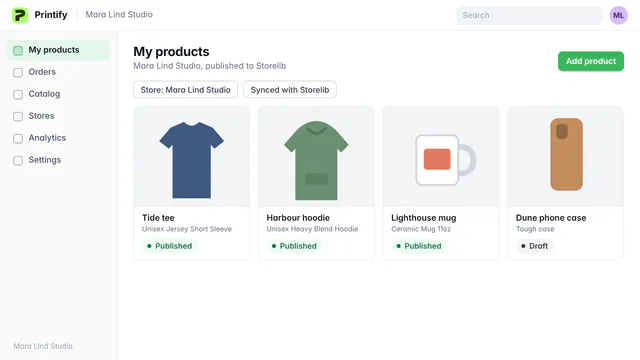 Printify
Mara Lind Studio
Search
ML
My products
Orders
Catalog
Stores
Analytics
Settings
My products
Mara Lind Studio, published to Storelib
Add product
Store: Mara Lind Studio
Synced with Storelib
Tide tee
Unisex Jersey Short Sleeve
Published
Harbour hoodie
Unisex Heavy Blend Hoodie
Published
Lighthouse mug
Ceramic Mug 11oz
Published
Dune phone case
Tough case
Draft
Mara Lind Studio